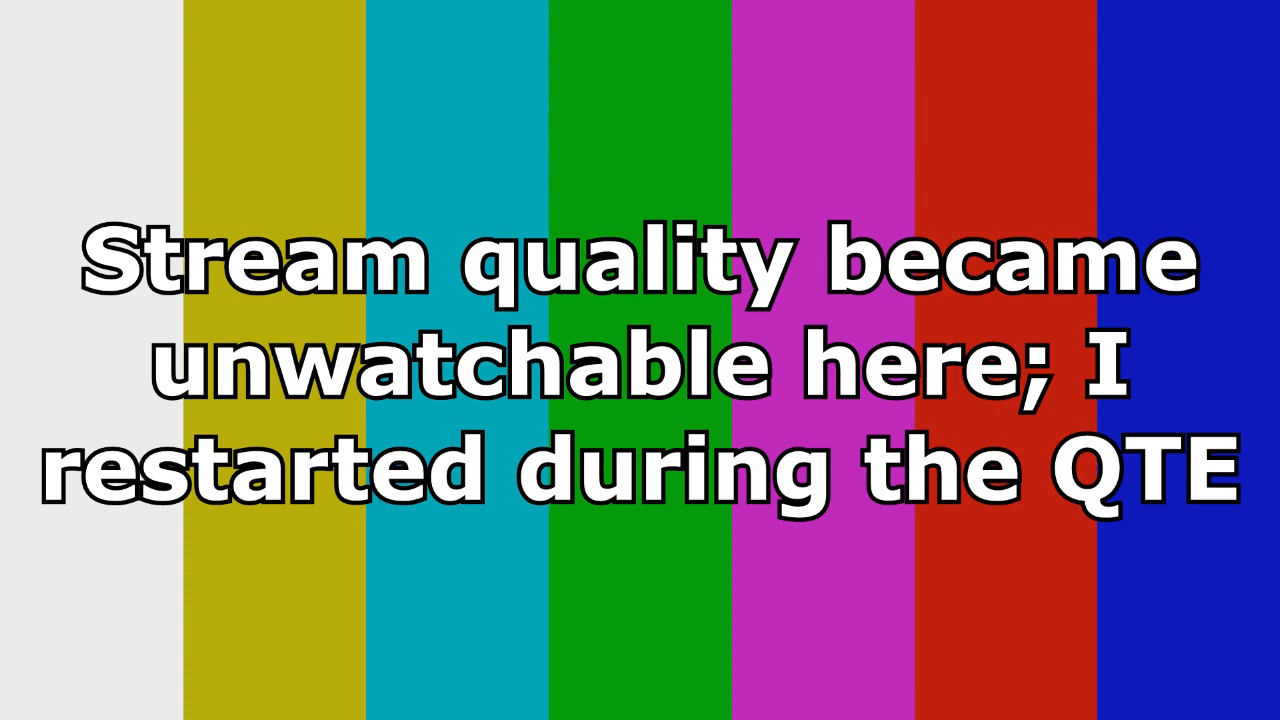 Stream quality became
unwatchable here; I
restarted during the QTE